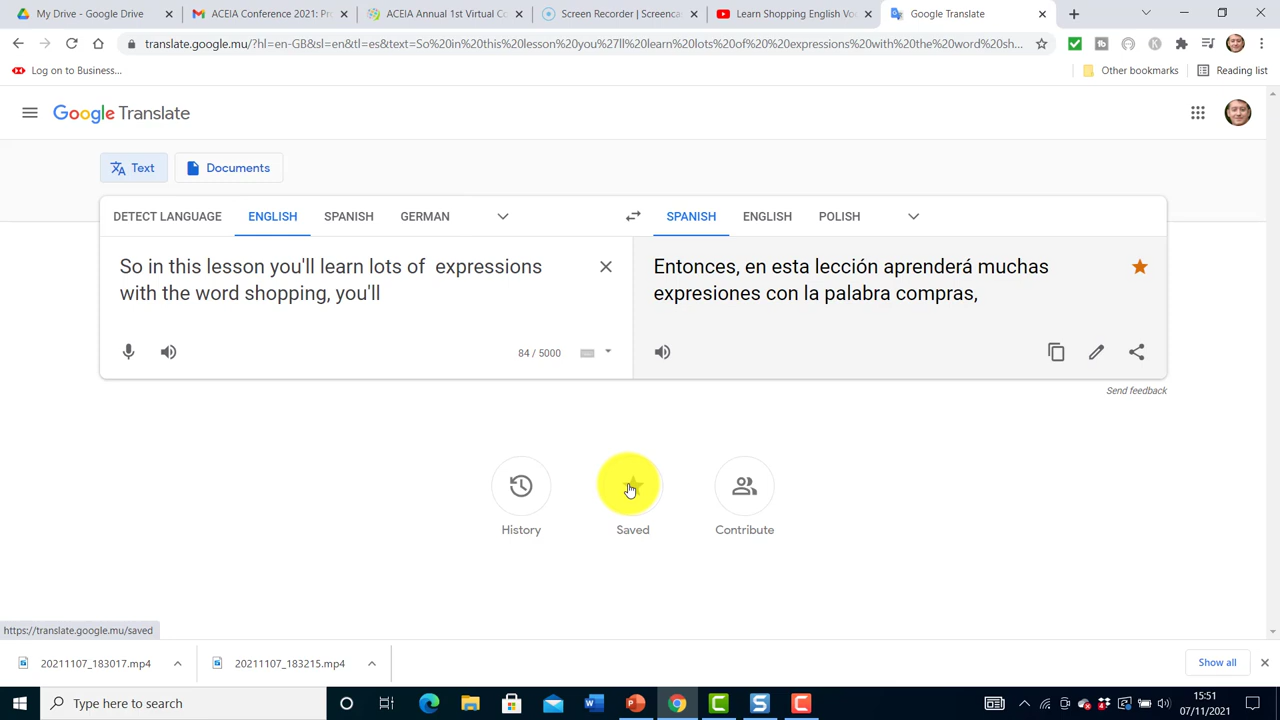 My Drive - Google Drive
ACEIA Conference 2021: Pro
ACEIA Annual 1st Virtual Co
Screen Recorder | Screencas
Learn Shopping English Voc
Google Translate
translate.google.mu/?hl=en-GB&sl=en&tl=es&text=So%20in%20this%20lesson%20you%27ll%20learn%20lots%20of%20%20expressions%20with%20the%20word%20sh...
Log on to Business...
Other bookmarks
Reading list
Google Translate
Text
Documents
DETECT LANGUAGE ENGLISH SPANISH GERMAN
SPANISH ENGLISH POLISH
So in this lesson you'll learn lots of expressions
with the word shopping, you'll
84 / 5000
Entonces, en esta lección aprenderá muchas
expresiones con la palabra compras,
Send feedback
History
Saved
Contribute
https://translate.google.mu/saved
20211107_183017.mp4
20211107_183215.mp4
Show all
Type here to search
15:51
07/11/2021